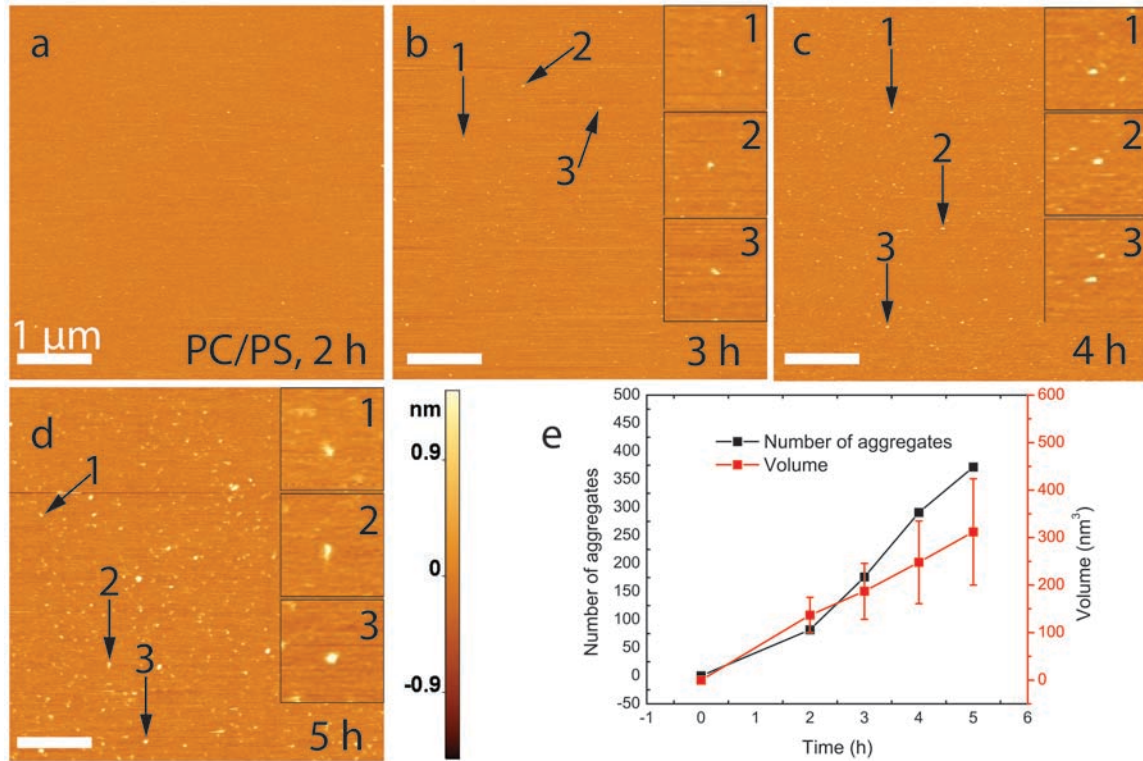 a
1 μm
PC/PS, 2 h
b
1
2
3
1
2
3
3 h
c
1
2
3
1
2
3
4 h
d
1
2
3
1
2
3
5 h
nm
0.9
0
-0.9
e
Number of aggregates
Volume
500
450
400
350
300
250
200
150
100
50
0
-50
Number of aggregates
600
500
400
300
200
100
0
Volume (nm³)
-1 0 1 2 3 4 5 6
Time (h)